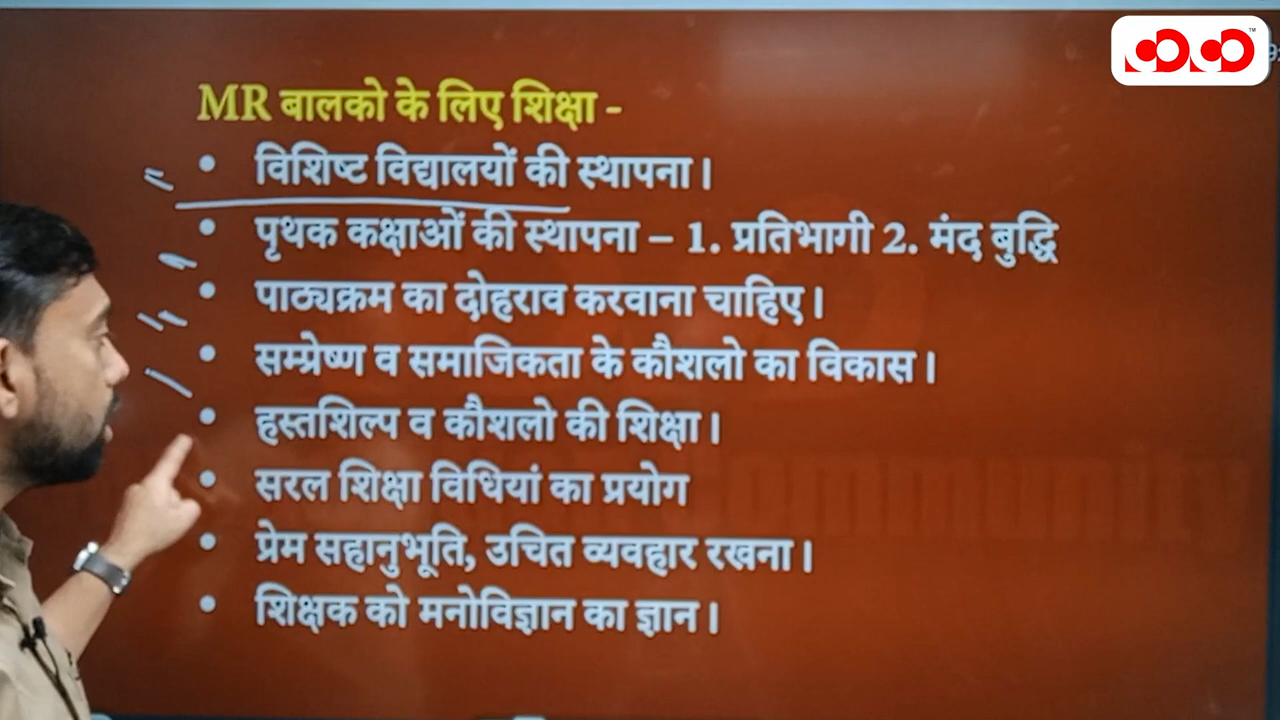 MR बालको के लिए शिक्षा -
• विशिष्ट विद्यालयों की स्थापना।
• पृथक कक्षाओं की स्थापना – 1. प्रतिभागी 2. मंद बुद्धि
• पाठ्यक्रम का दोहराव करवाना चाहिए।
• सम्प्रेष्ण व समाजिकता के कौशलो का विकास।
• हस्तशिल्प व कौशलो की शिक्षा।
• सरल शिक्षा विधियां का प्रयोग
• प्रेम सहानुभूति, उचित व्यवहार रखना।
• शिक्षक को मनोविज्ञान का ज्ञान।